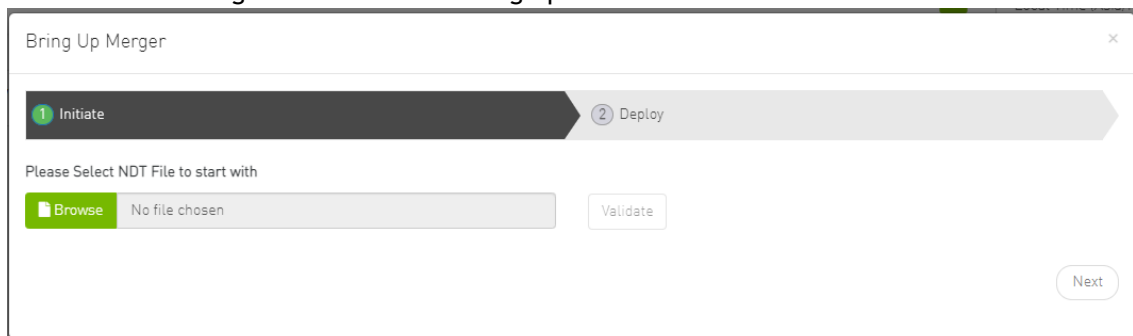 Bring Up Merger ×
1 Initiate 2 Deploy
Please Select NDT File to start with
Browse No file chosen Validate
Next